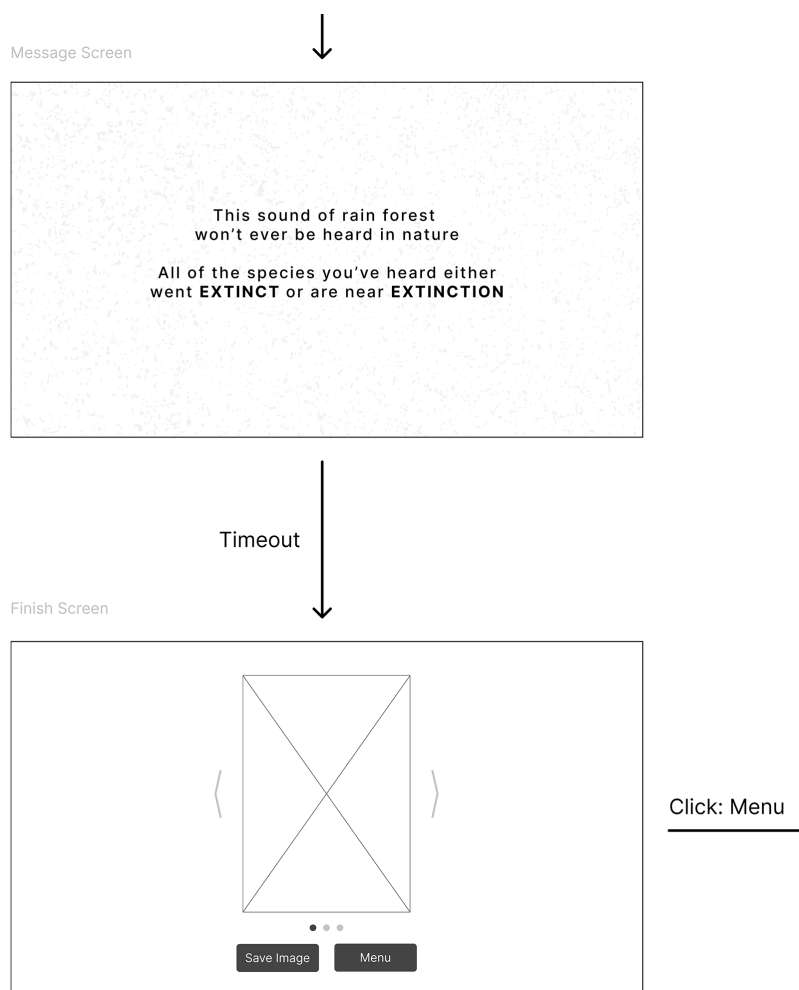 Message Screen
This sound of rain forest
won’t ever be heard in nature
All of the species you’ve heard either
went EXTINCT or are near EXTINCTION
Timeout
Finish Screen
Click: Menu
Save Image
Menu